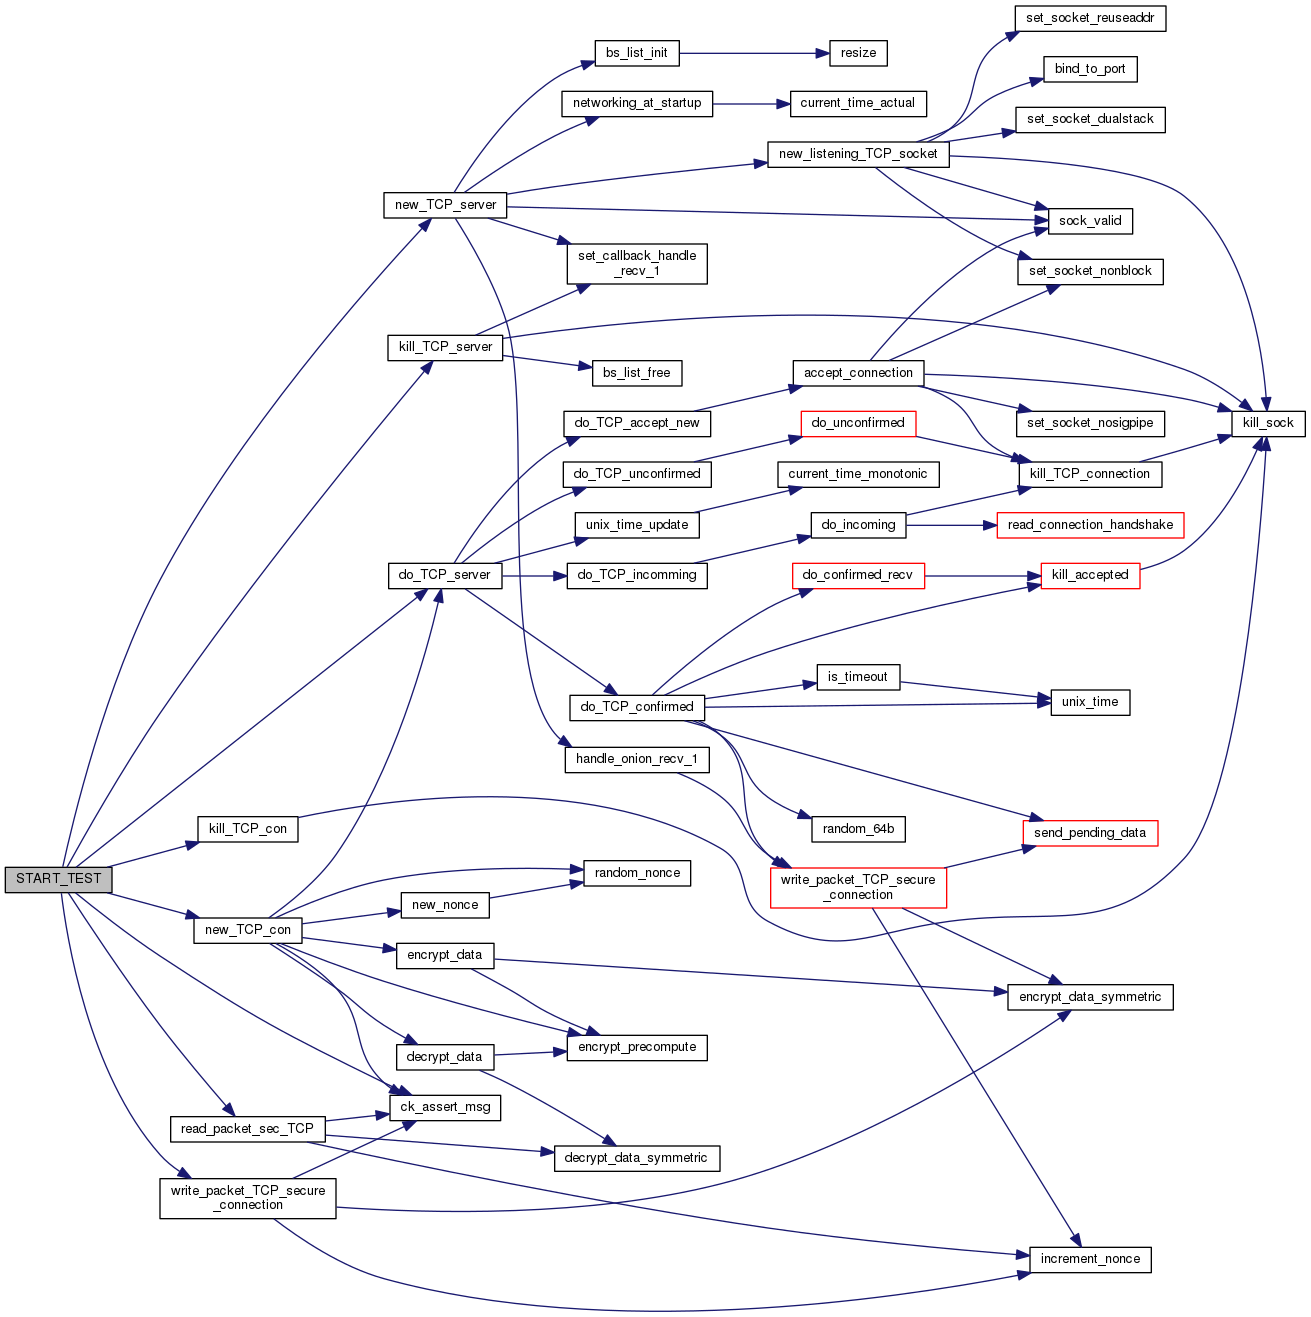 set_socket_reuseaddr
bs_list_init
resize
bind_to_port
networking_at_startup
current_time_actual
set_socket_dualstack
new_listening_TCP_socket
new_TCP_server
sock_valid
set_callback_handle
_recv_1
set_socket_nonblock
kill_TCP_server
bs_list_free
accept_connection
do_TCP_accept_new
do_unconfirmed
set_socket_nosigpipe
kill_sock
do_TCP_unconfirmed
current_time_monotonic
kill_TCP_connection
unix_time_update
do_incoming
read_connection_handshake
do_TCP_server
do_TCP_incomming
do_confirmed_recv
kill_accepted
is_timeout
do_TCP_confirmed
unix_time
handle_onion_recv_1
kill_TCP_con
random_64b
send_pending_data
START_TEST
random_nonce
write_packet_TCP_secure
_connection
new_nonce
new_TCP_con
encrypt_data
encrypt_data_symmetric
decrypt_data
encrypt_precompute
ck_assert_msg
read_packet_sec_TCP
decrypt_data_symmetric
write_packet_TCP_secure
_connection
increment_nonce